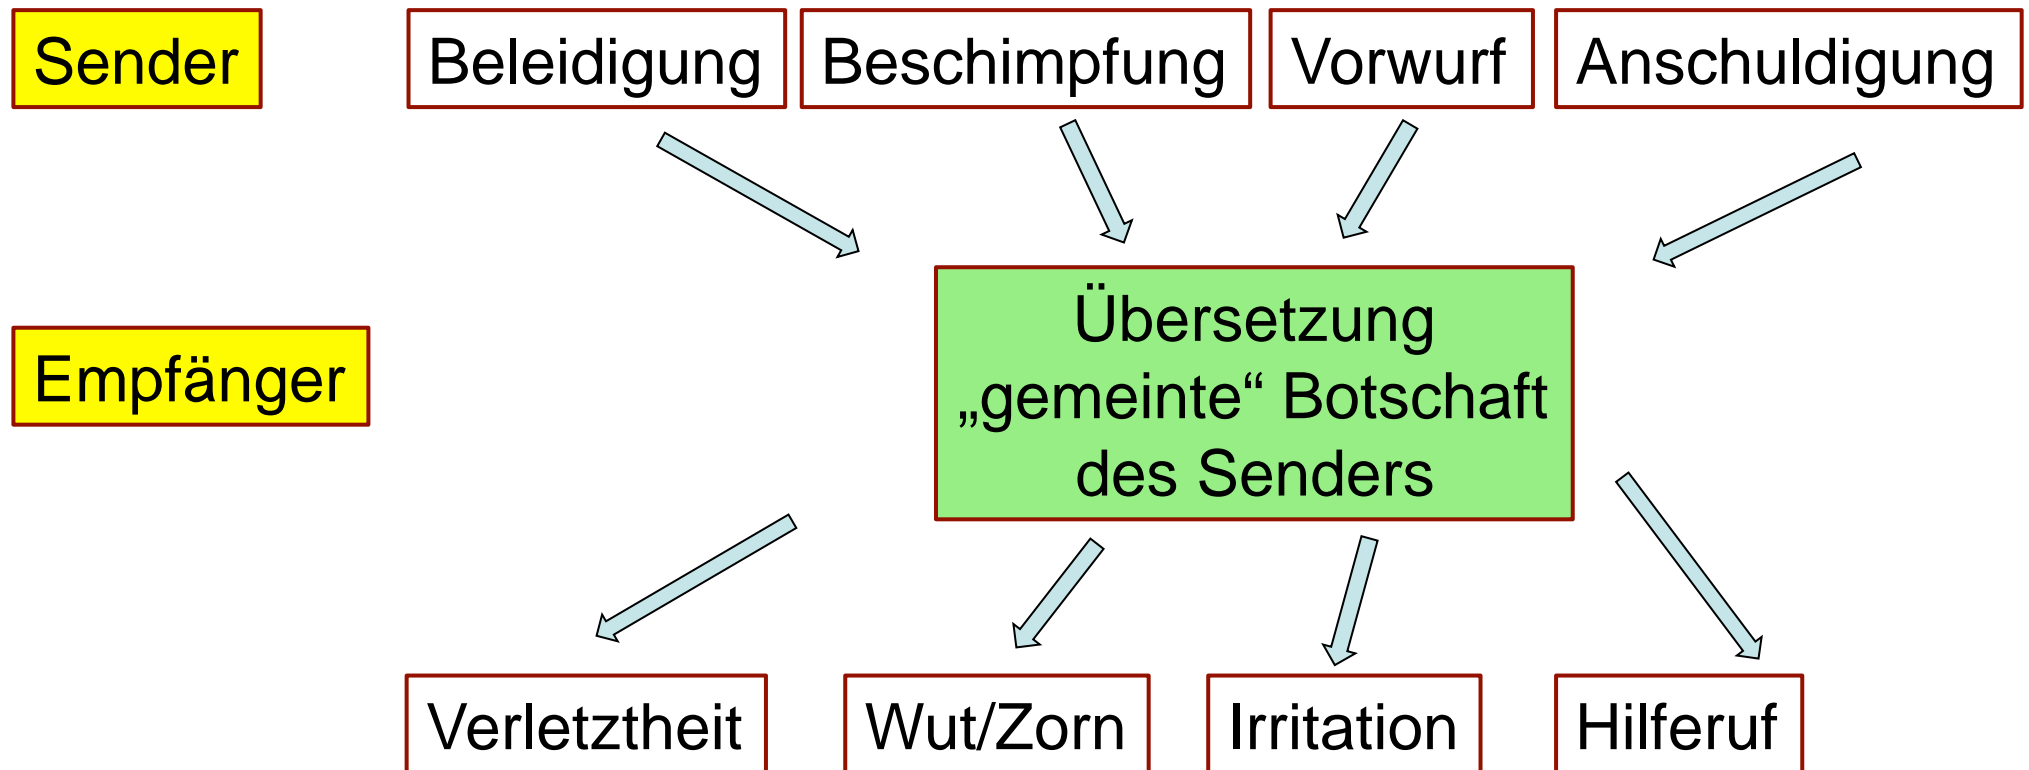 Sender
Beleidigung
Beschimpfung
Vorwurf
Anschuldigung
Empfänger
Übersetzung
„gemeinte“ Botschaft
des Senders
Verletztheit
Wut/Zorn
Irritation
Hilferuf